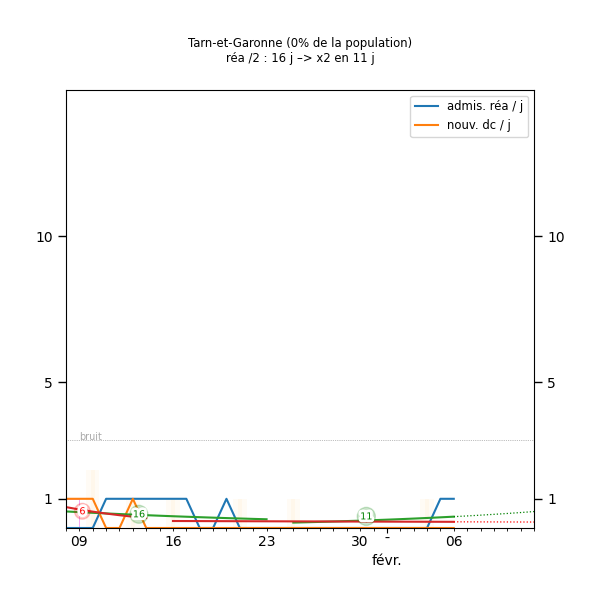 Tarn-et-Garonne (0% de la population)
réa /2 : 16 j –> x2 en 11 j
admis. réa / j
nouv. dc / j
10
10
5
5
bruit
1
1
6
16
11
09
16
23
30
-
06
févr.